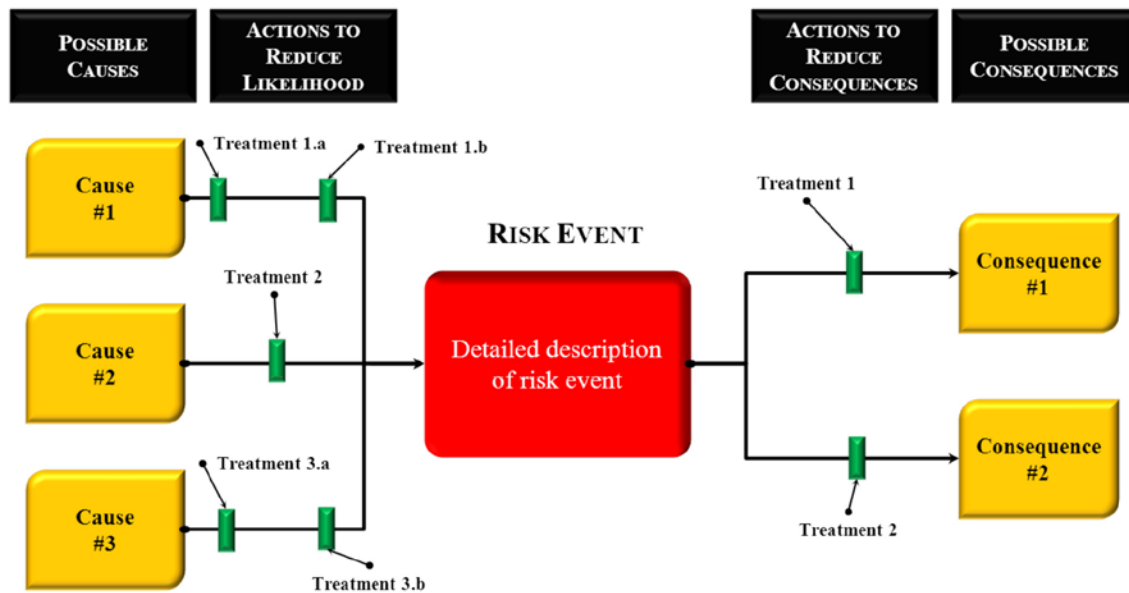 POSSIBLE
CAUSES
ACTIONS TO
REDUCE
LIKELIHOOD
ACTIONS TO
REDUCE
CONSEQUENCES
POSSIBLE
CONSEQUENCES
Treatment 1.a
Treatment 1.b
Cause
#1
Treatment 1
RISK EVENT
Consequence
#1
Treatment 2
Cause
#2
Detailed description
of risk event
Consequence
#2
Treatment 3.a
Cause
#3
Treatment 2
Treatment 3.b